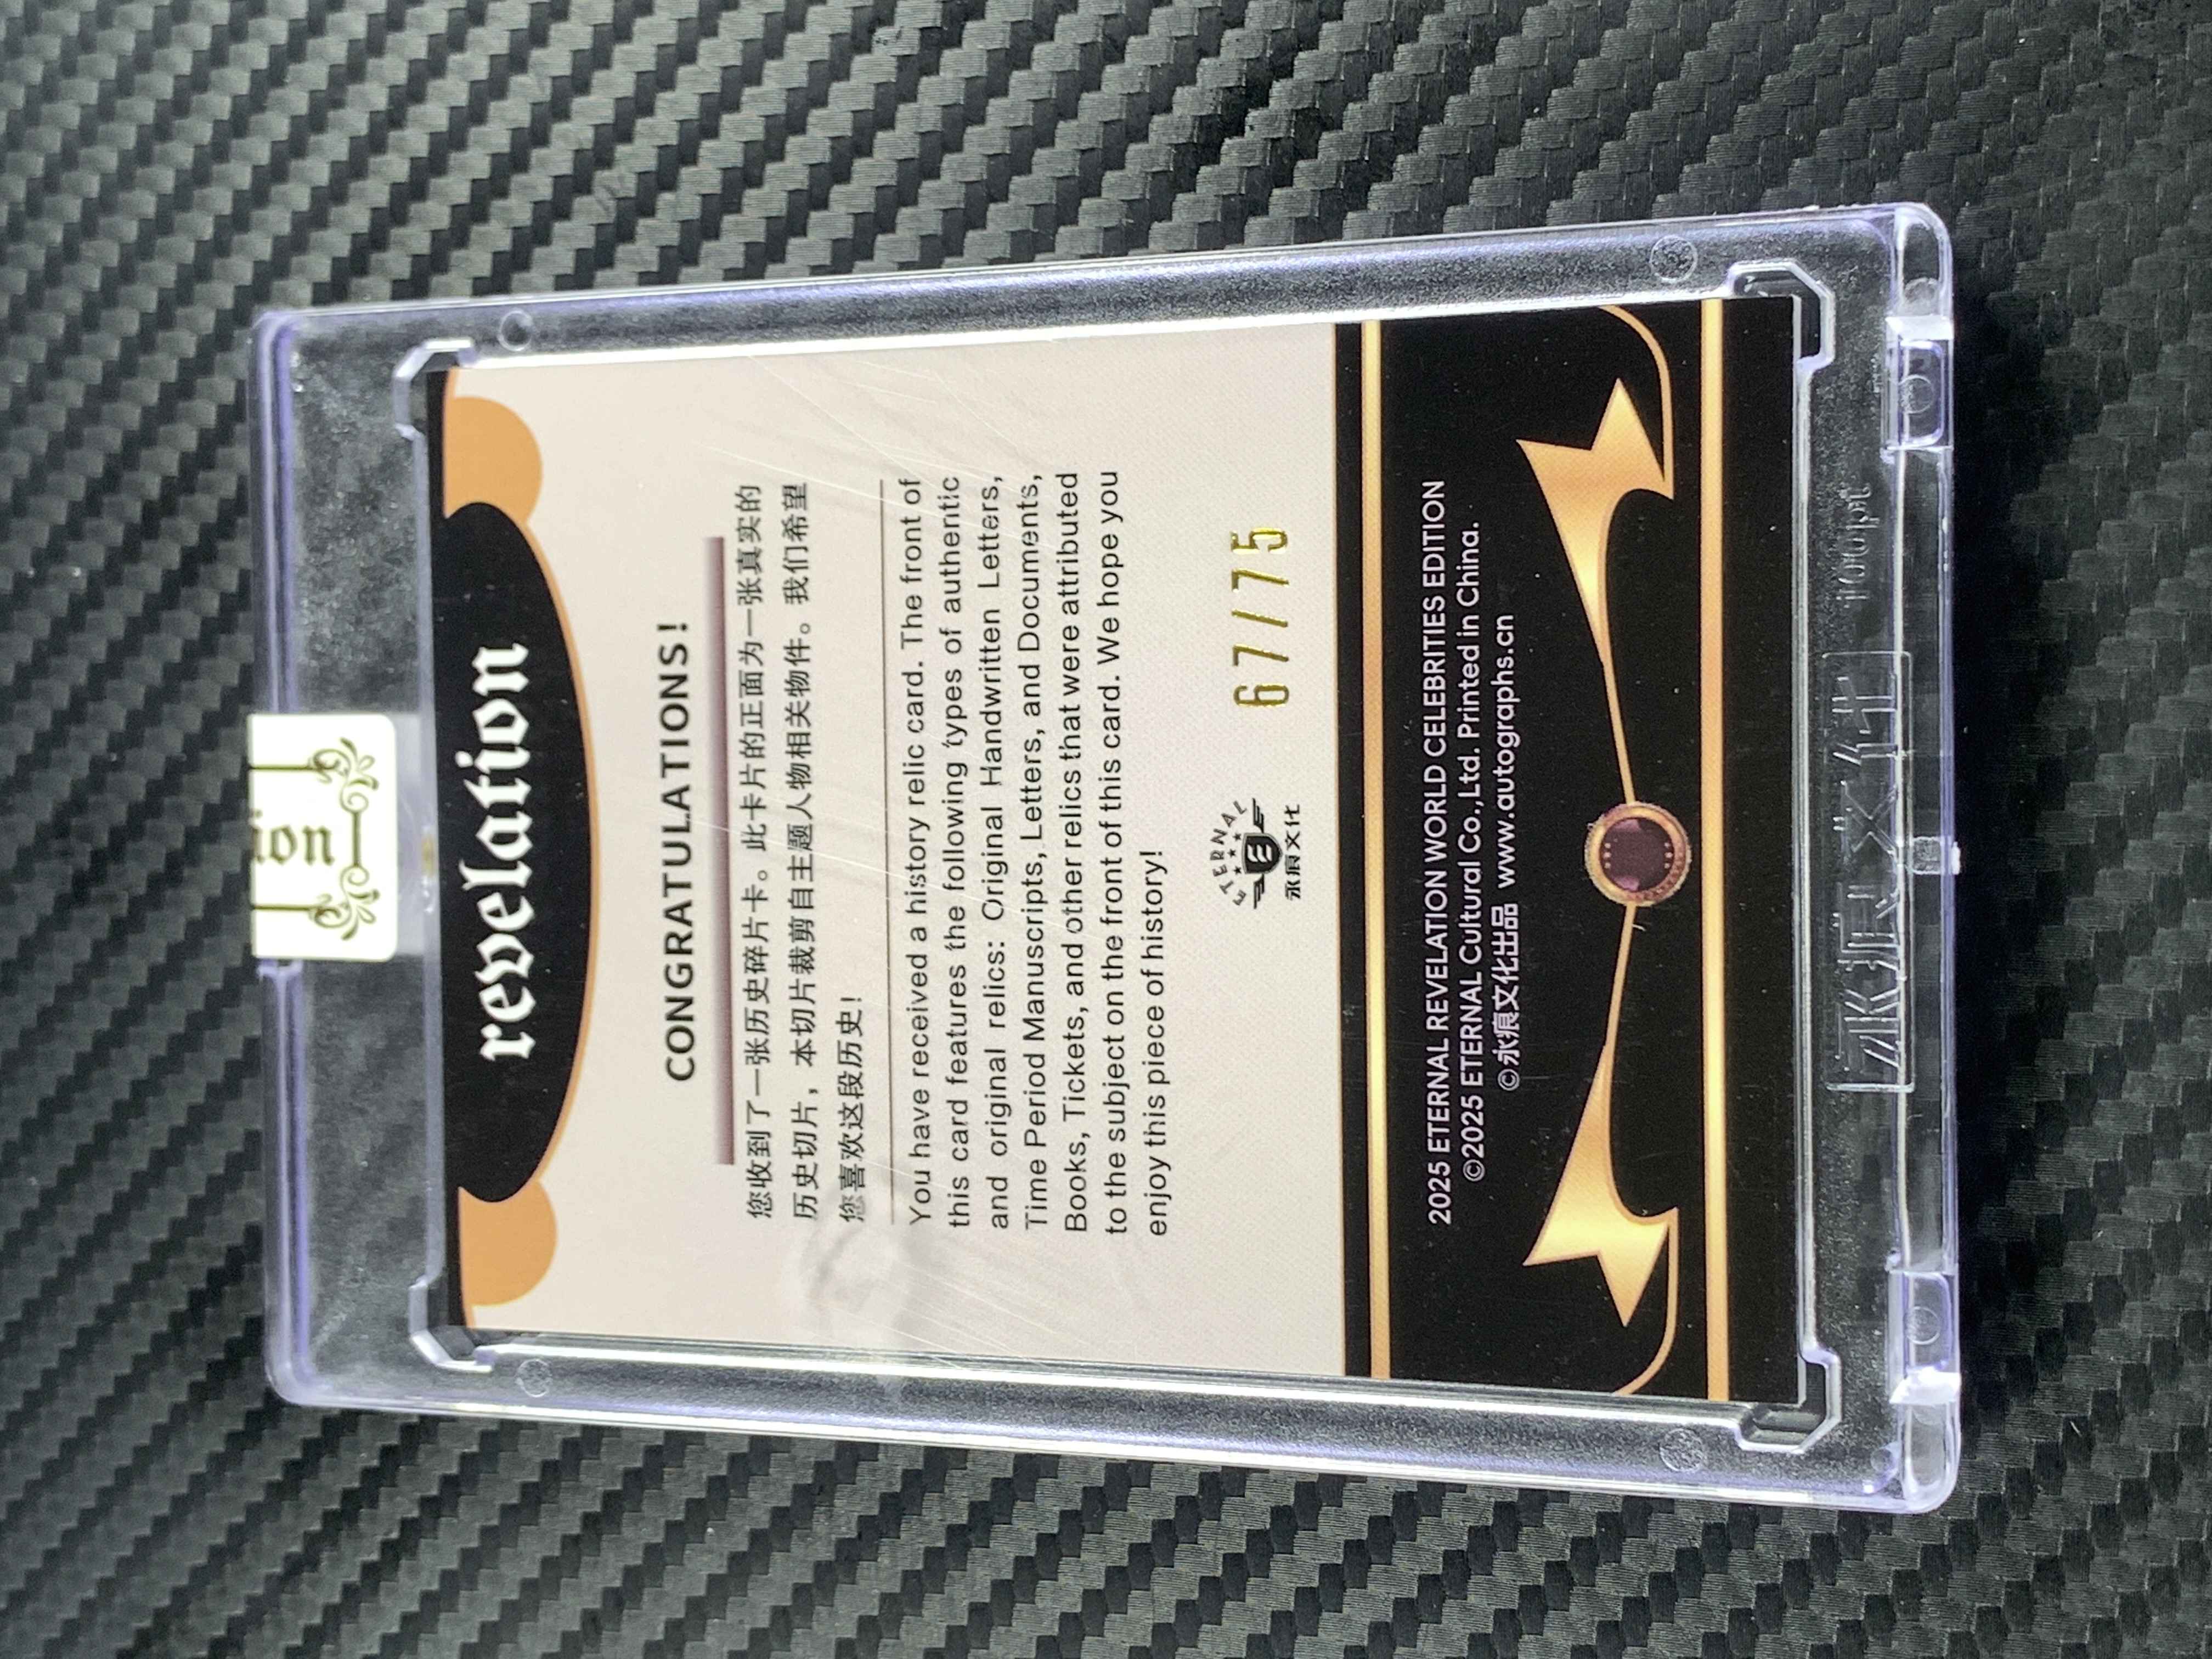 ion
revelation
CONGRATULATIONS!
您收到了一张历史碎片卡。此卡片的正面为一张真实的
历史切片，本切片裁剪自主题人物相关物件。我们希望
您喜欢这段历史!
You have received a history relic card. The front of
this card features the following types of authentic
and original relics: Original Handwritten Letters,
Time Period Manuscripts, Letters, and Documents,
Books, Tickets, and other relics that were attributed
to the subject on the front of this card. We hope you
enjoy this piece of history!
ETERNAL
E
永痕文化
67/75
2025 ETERNAL REVELATION WORLD CELEBRITIES EDITION
©2025 ETERNAL Cultural Co.,Ltd. Printed in China.
©永痕文化出品 www.autographs.cn
永痕文化
100pt